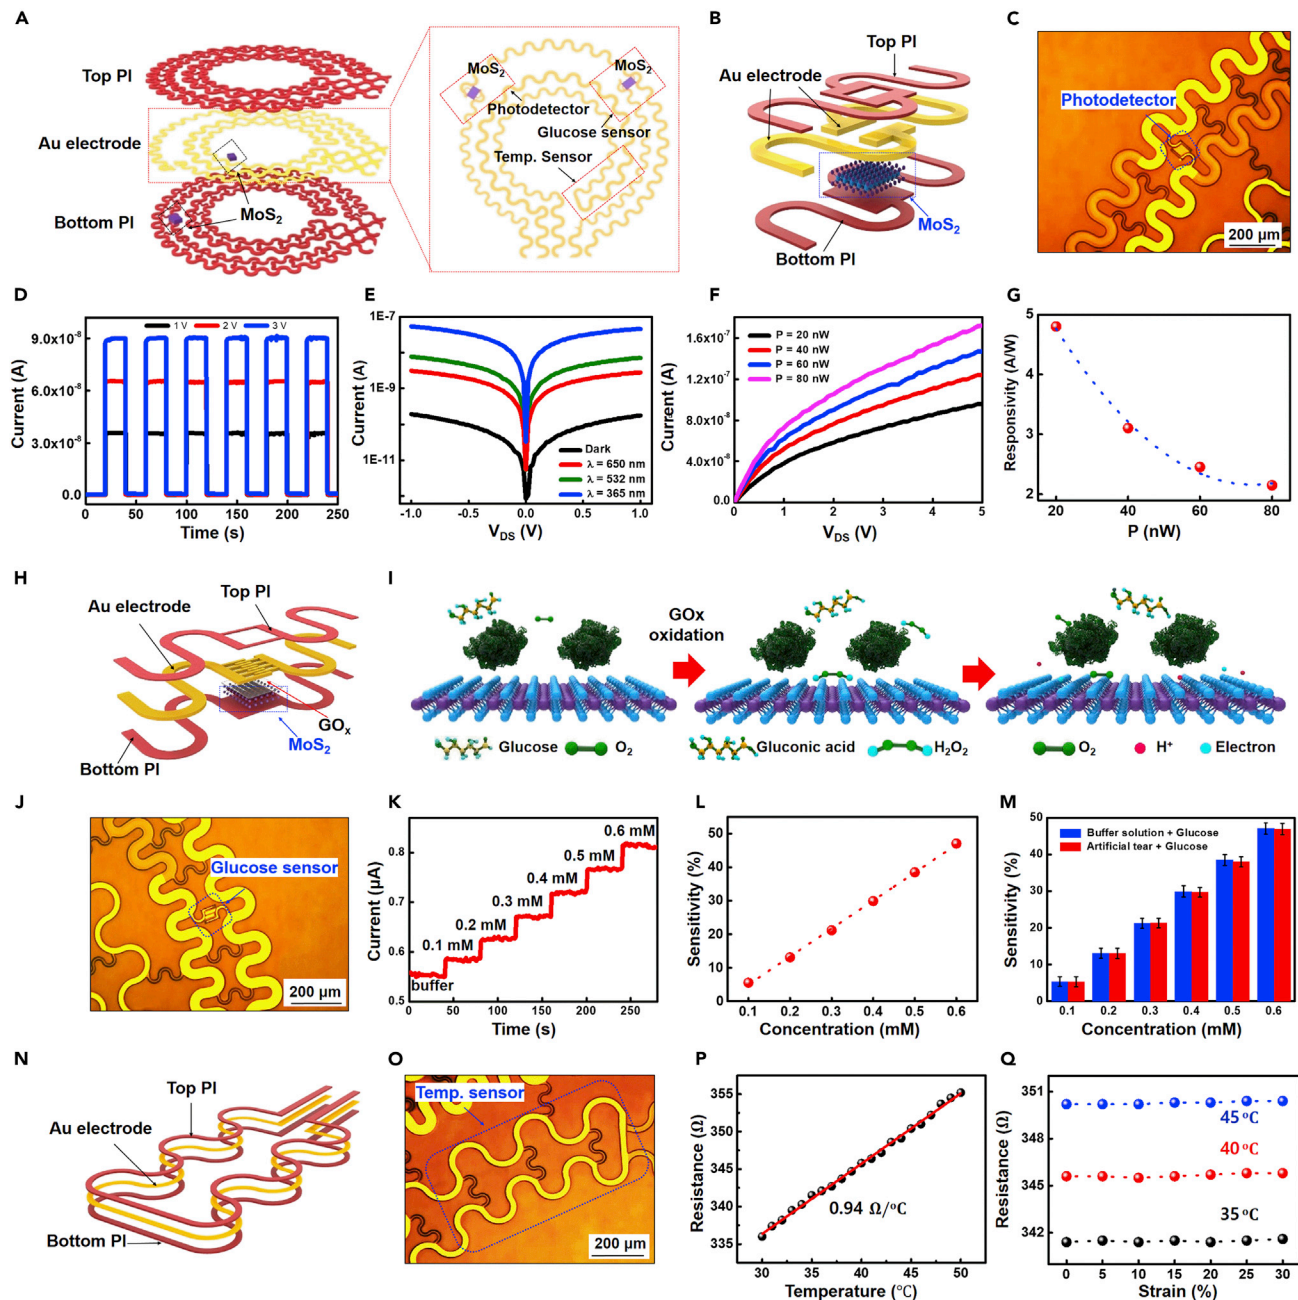 A
Top PI
Au electrode
Bottom PI
MoS2
MoS2
MoS2
Photodetector
Glucose sensor
Temp. Sensor
B
Top PI
Au electrode
MoS2
Bottom PI
C
Photodetector
200 µm
D
1 V 2 V 3 V
9.0x10-8
6.0x10-8
3.0x10-8
0.0
Current (A)
0 50 100 150 200 250
Time (s)
E
1E-7
1E-9
1E-11
Current (A)
Dark
λ = 650 nm
λ = 532 nm
λ = 365 nm
-1.0 -0.5 0.0 0.5 1.0
VDS (V)
F
P = 20 nW
P = 40 nW
P = 60 nW
P = 80 nW
1.6x10-7
1.2x10-7
8.0x10-8
4.0x10-8
0.0
Current (A)
0 1 2 3 4 5
VDS (V)
G
5
4
3
2
Responsivity (A/W)
20 40 60 80
P (nW)
H
Top PI
Au electrode
GOx
MoS2
Bottom PI
I
GOx
oxidation
Glucose O2
Gluconic acid H2O2
O2 H+ Electron
J
Glucose sensor
200 µm
K
0.8
0.7
0.6
0.5
Current (µA)
buffer
0.1 mM
0.2 mM
0.3 mM
0.4 mM
0.5 mM
0.6 mM
0 50 100 150 200 250
Time (s)
L
50
40
30
20
10
0
Sensitivity (%)
0.1 0.2 0.3 0.4 0.5 0.6
Concentration (mM)
M
Buffer solution + Glucose
Artificial tear + Glucose
50
40
30
20
10
0
Sensitivity (%)
0.1 0.2 0.3 0.4 0.5 0.6
Concentration (mM)
N
Top PI
Au electrode
Bottom PI
O
Temp. sensor
200 µm
P
355
350
345
340
335
Resistance (Ω)
0.94 Ω/°C
30 35 40 45 50
Temperature (°C)
Q
351
348
345
342
Resistance (Ω)
45 °C
40 °C
35 °C
0 5 10 15 20 25 30
Strain (%)